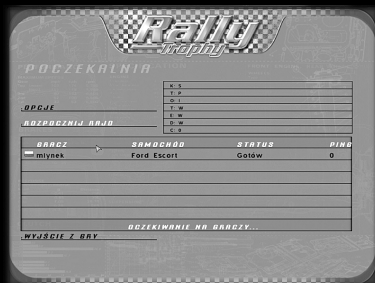 Rally
Trophy
POCZEKALNIA
K S
T P
O I
OPCJE
T W
S W
ROZPOCZNIJ RAJD
D W
C B
GRACZ SAMOCHÓD STATUS PING
młynek Ford Escort Gotów 0
OCZEKIWANIE NA GRACZY...
WYJŚCIE Z GRY